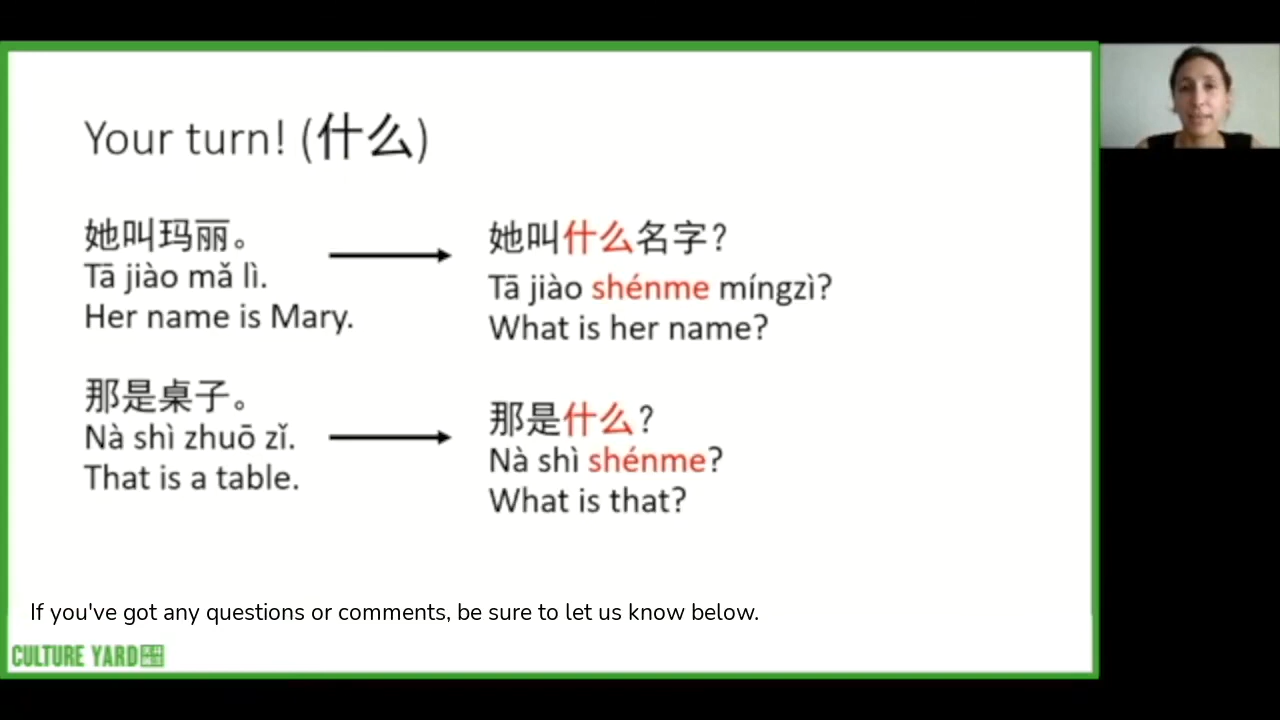 Your turn! (什么)
她叫玛丽。
Tā jiào mǎ lì.
Her name is Mary.
她叫什么名字?
Tā jiào shénme míngzì?
What is her name?
那是桌子。
Nà shì zhuō zǐ.
That is a table.
那是什么?
Nà shì shénme?
What is that?
If you've got any questions or comments, be sure to let us know below.
CULTURE YARD